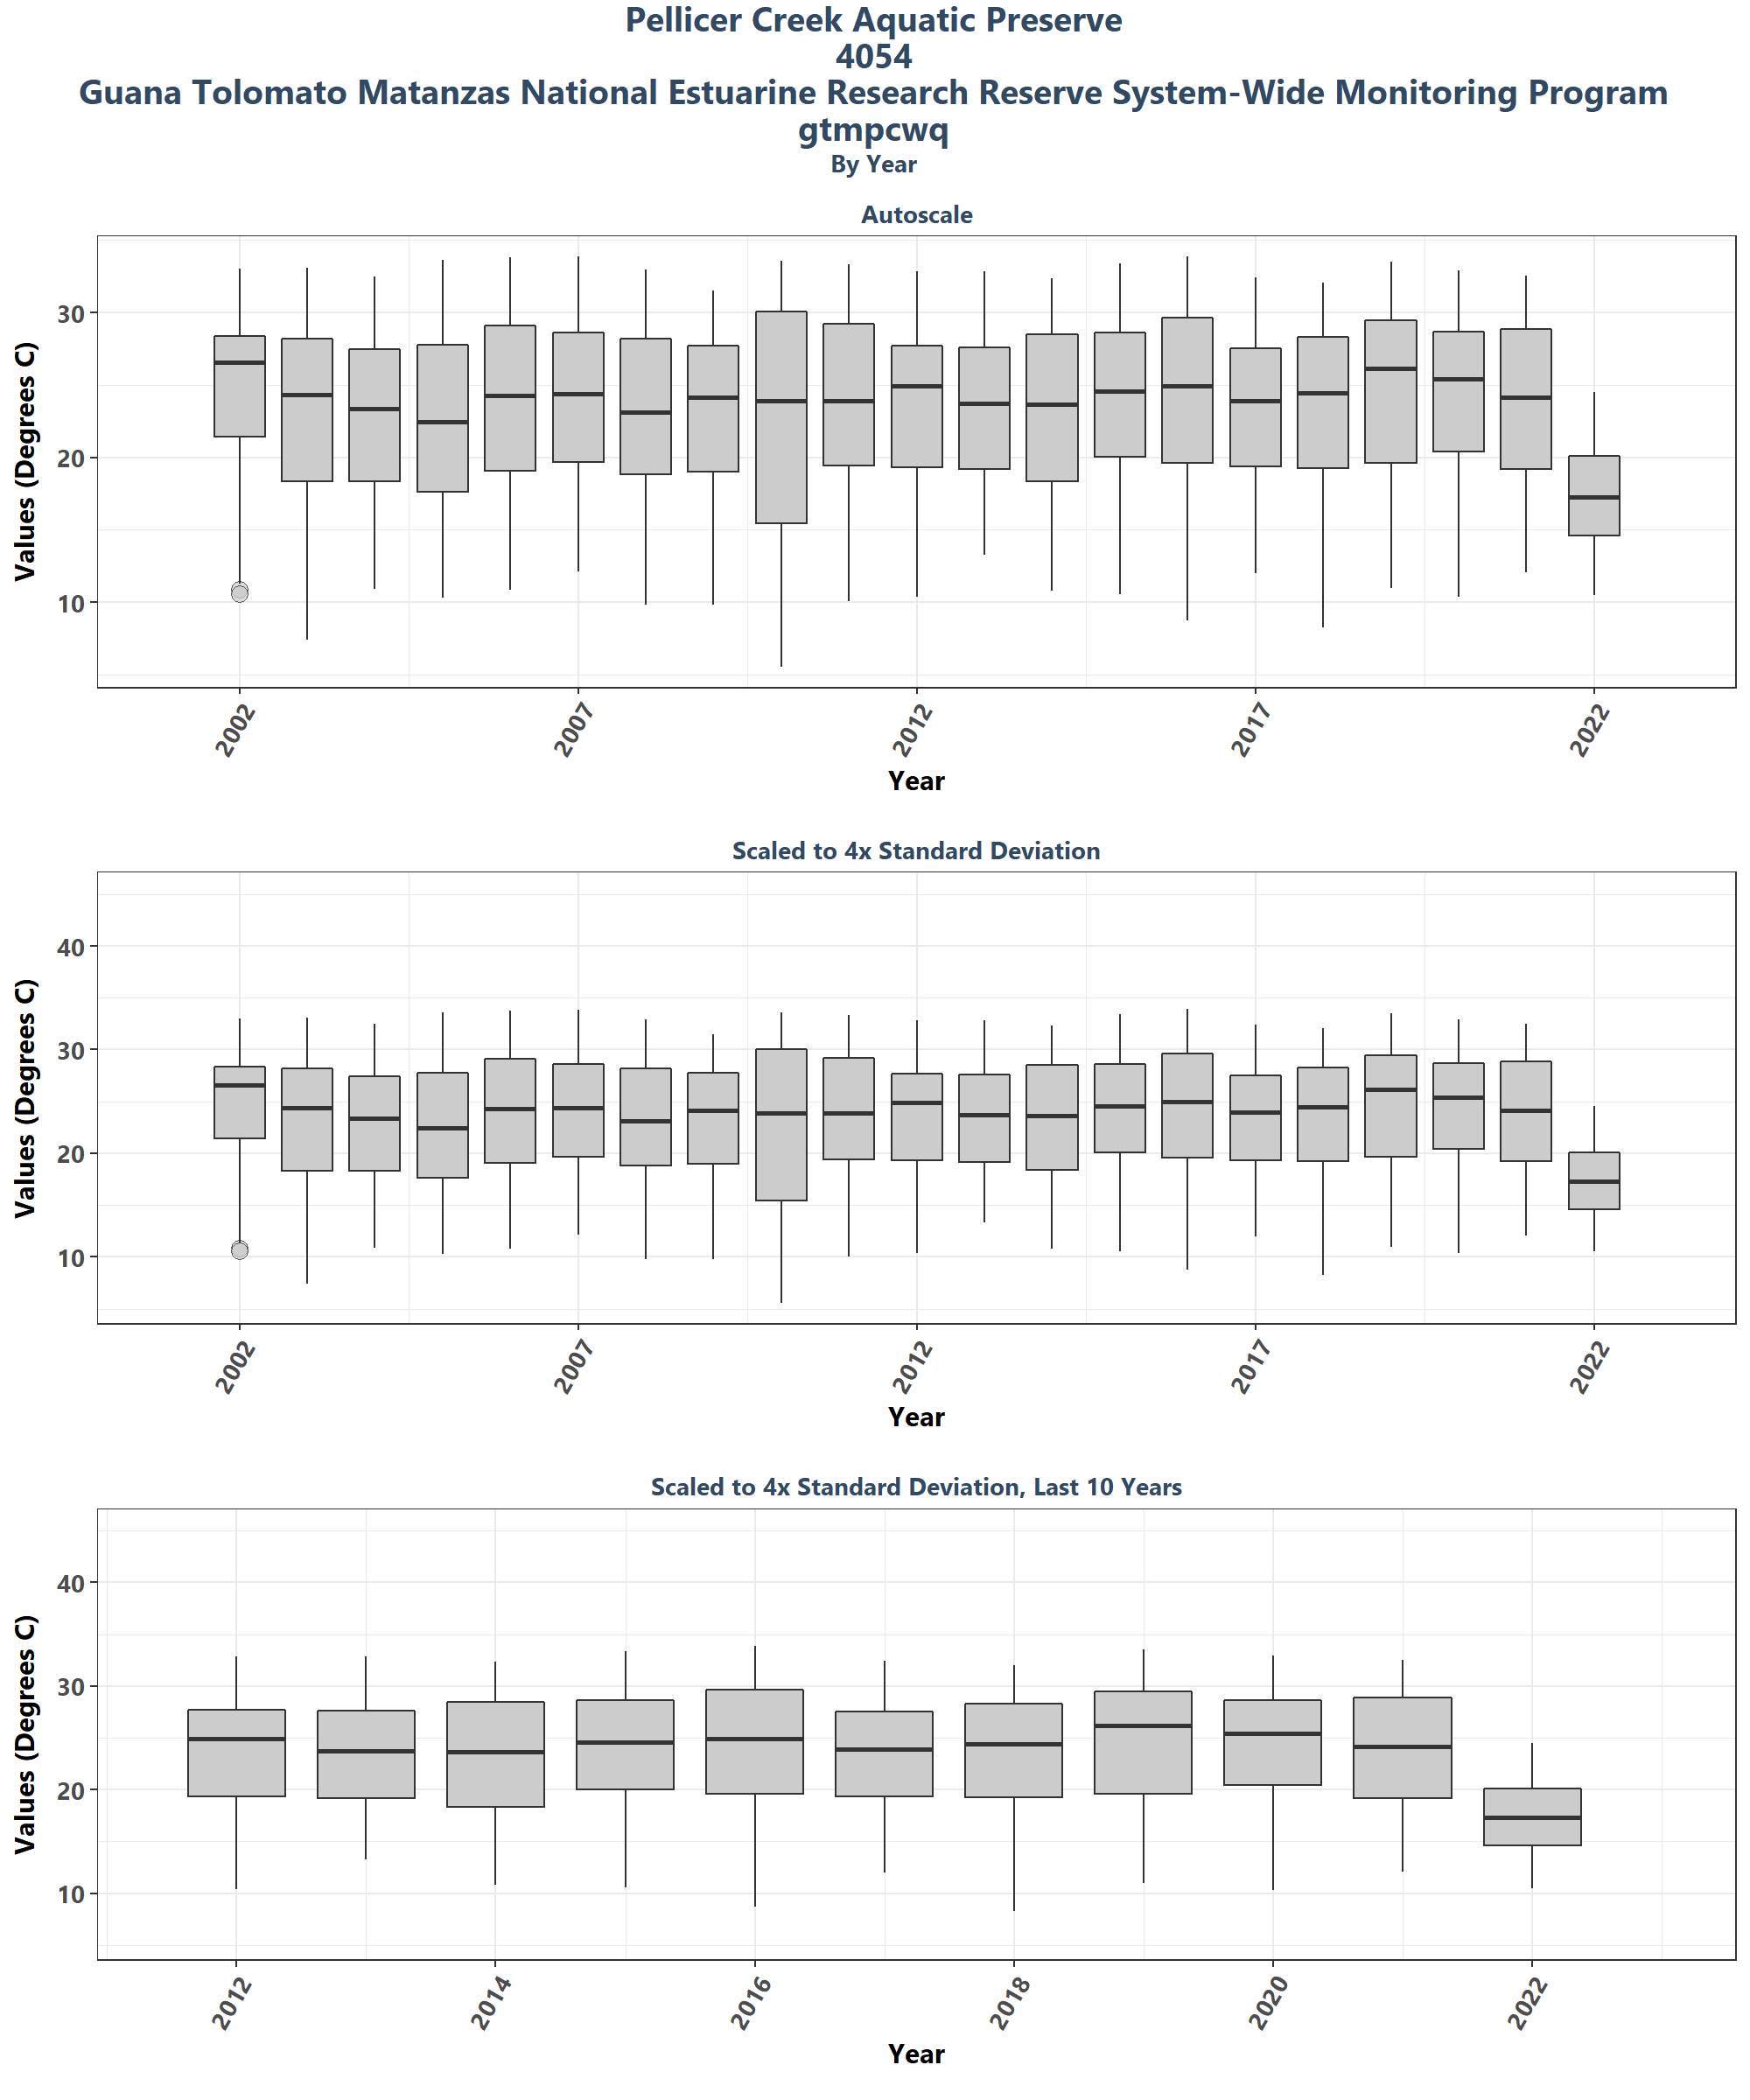 Pellicer Creek Aquatic Preserve
4054
Guana Tolomato Matanzas National Estuarine Research Reserve System-Wide Monitoring Program
gtmpcwq
By Year
Autoscale
Values (Degrees C)
30
20
10
2002 2007 2012 2017 2022
Year
Scaled to 4x Standard Deviation
Values (Degrees C)
40
30
20
10
2002 2007 2012 2017 2022
Year
Scaled to 4x Standard Deviation, Last 10 Years
Values (Degrees C)
40
30
20
10
2012 2014 2016 2018 2020 2022
Year